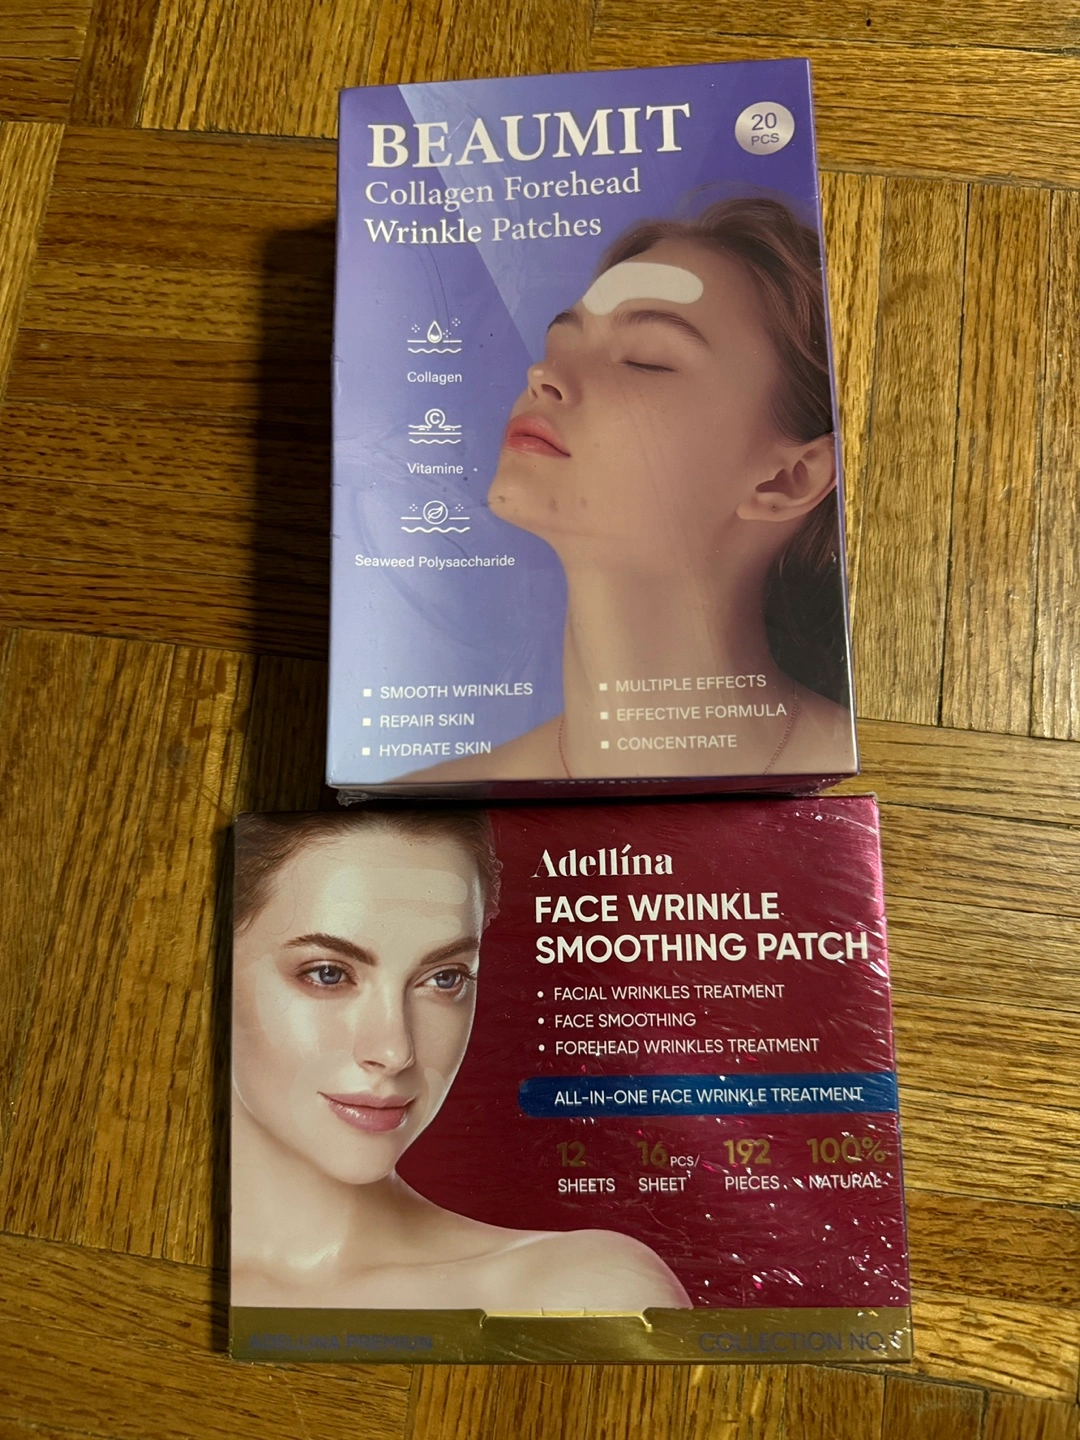 BEAUMIT
20
PCS
Collagen Forehead
Wrinkle Patches
Collagen
C
Vitamine
Seaweed Polysaccharide
SMOOTH WRINKLES
REPAIR SKIN
HYDRATE SKIN
MULTIPLE EFFECTS
EFFECTIVE FORMULA
CONCENTRATE
Adellína
FACE WRINKLE
SMOOTHING PATCH
• FACIAL WRINKLES TREATMENT
• FACE SMOOTHING
• FOREHEAD WRINKLES TREATMENT
ALL-IN-ONE FACE WRINKLE TREATMENT
12 SHEETS
16 PCS/ SHEET
192 PIECES
100% NATURAL
COLLECTION NO.